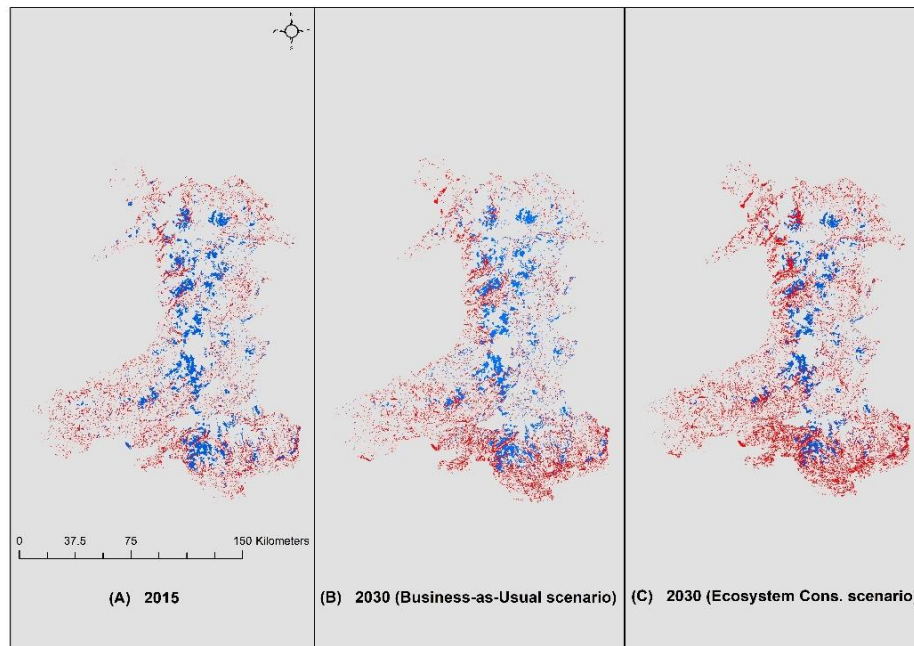 N
S
0 37.5 75 150 Kilometers
(A) 2015
(B) 2030 (Business-as-Usual scenario)
(C) 2030 (Ecosystem Cons. scenario)